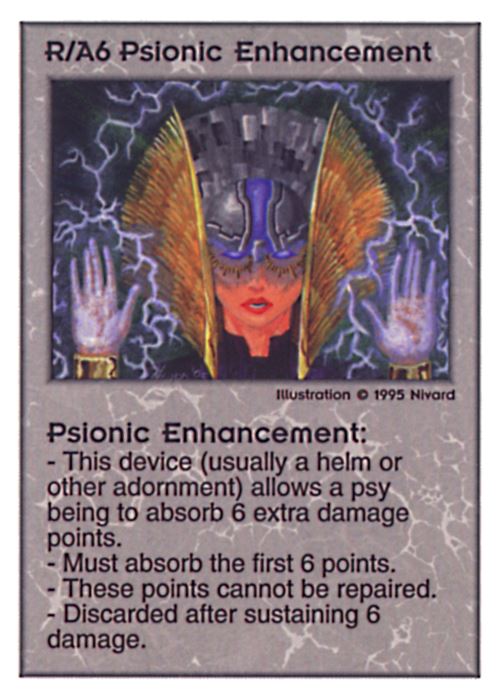 R/A6 Psionic Enhancement
Illustration © 1995 Nivard
Psionic Enhancement:
- This device (usually a helm or
other adornment) allows a psy
being to absorb 6 extra damage
points.
- Must absorb the first 6 points.
- These points cannot be repaired.
- Discarded after sustaining 6
damage.